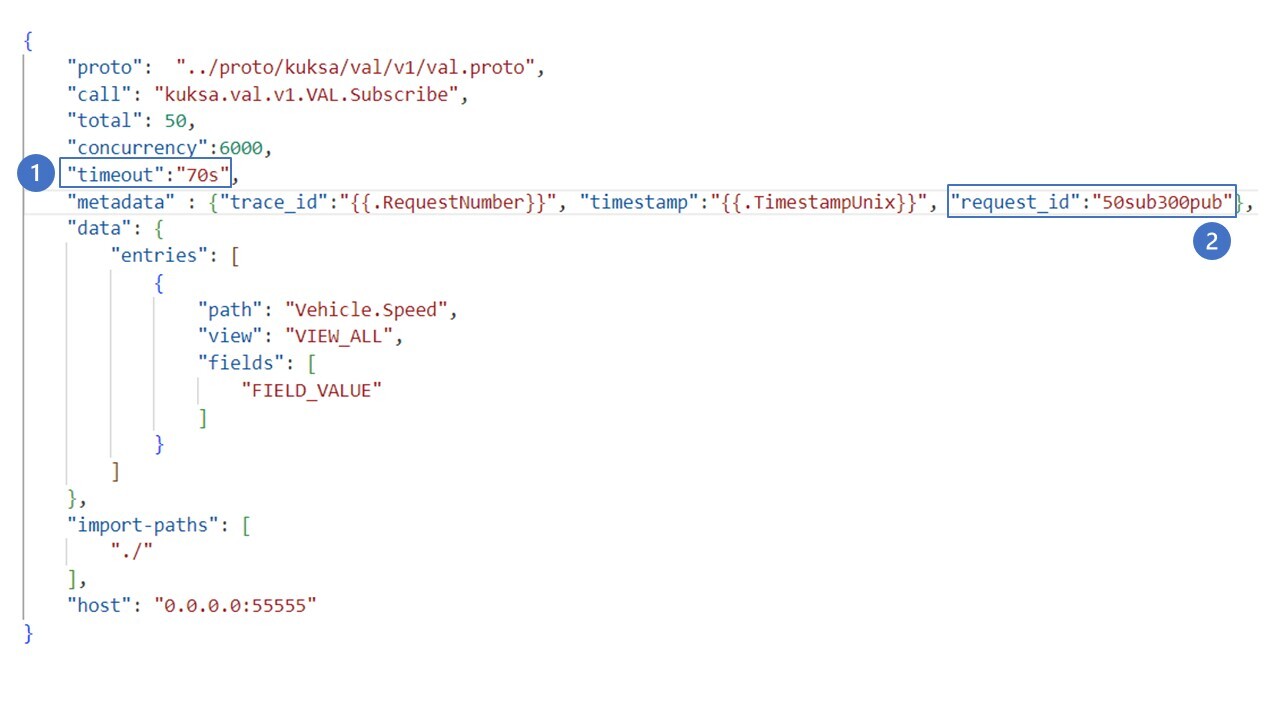 {
"proto":  "../proto/kuksa/val/v1/val.proto",
"call": "kuksa.val.v1.VAL.Subscribe",
"total": 50,
"concurrency":6000,
1 "timeout":"70s",
"metadata" : {"trace_id":"{{.RequestNumber}}", "timestamp":"{{.TimestampUnix}}", "request_id":"50sub300pub"},
"data": {
2
"entries": [
{
"path": "Vehicle.Speed",
"view": "VIEW_ALL",
"fields": [
"FIELD_VALUE"
]
}
]
},
"import-paths": [
"./"
],
"host": "0.0.0.0:55555"
}